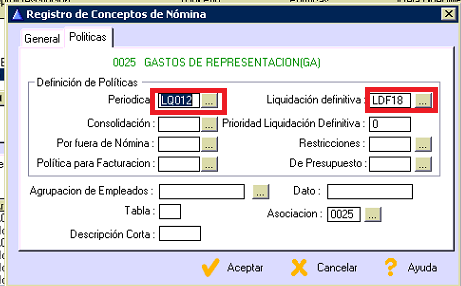 Registro de Conceptos de Nómina
General Politicas
0025 GASTOS DE REPRESENTACION(GA)
Definición de Políticas
Periodica LQ012 ... Liquidación definitiva : LDF18 ...
Consolidación : ... Prioridad Liquidación Definitiva : 0
Por fuera de Nómina : ... Restricciones : ...
Política para Facturacion : ... De Presupuesto : ...
Agrupacion de Empleados : ... Dato :
Tabla : Asociacion : 0025 ...
Descripción Corta :
Aceptar Cancelar Ayuda